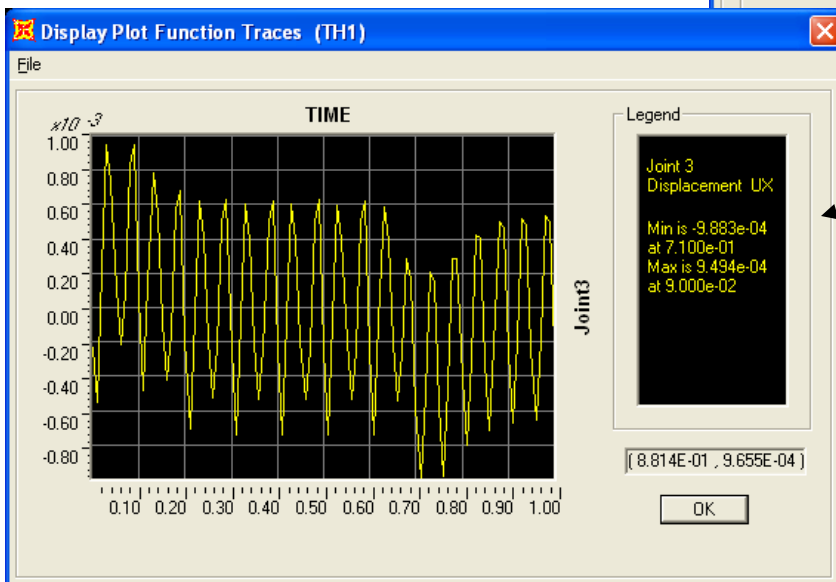 Display Plot Function Traces (TH1)
File
x10 -3
TIME
1.00
0.80
0.60
0.40
0.20
0.00
-0.20
-0.40
-0.60
-0.80
0.10 0.20 0.30 0.40 0.50 0.60 0.70 0.80 0.90 1.00
Joint3
Legend
Joint 3
Displacement UX
Min is -9.883e-04
at 7.100e-01
Max is 9.494e-04
at 9.000e-02
( 8.814E-01 , 9.655E-04 )
OK